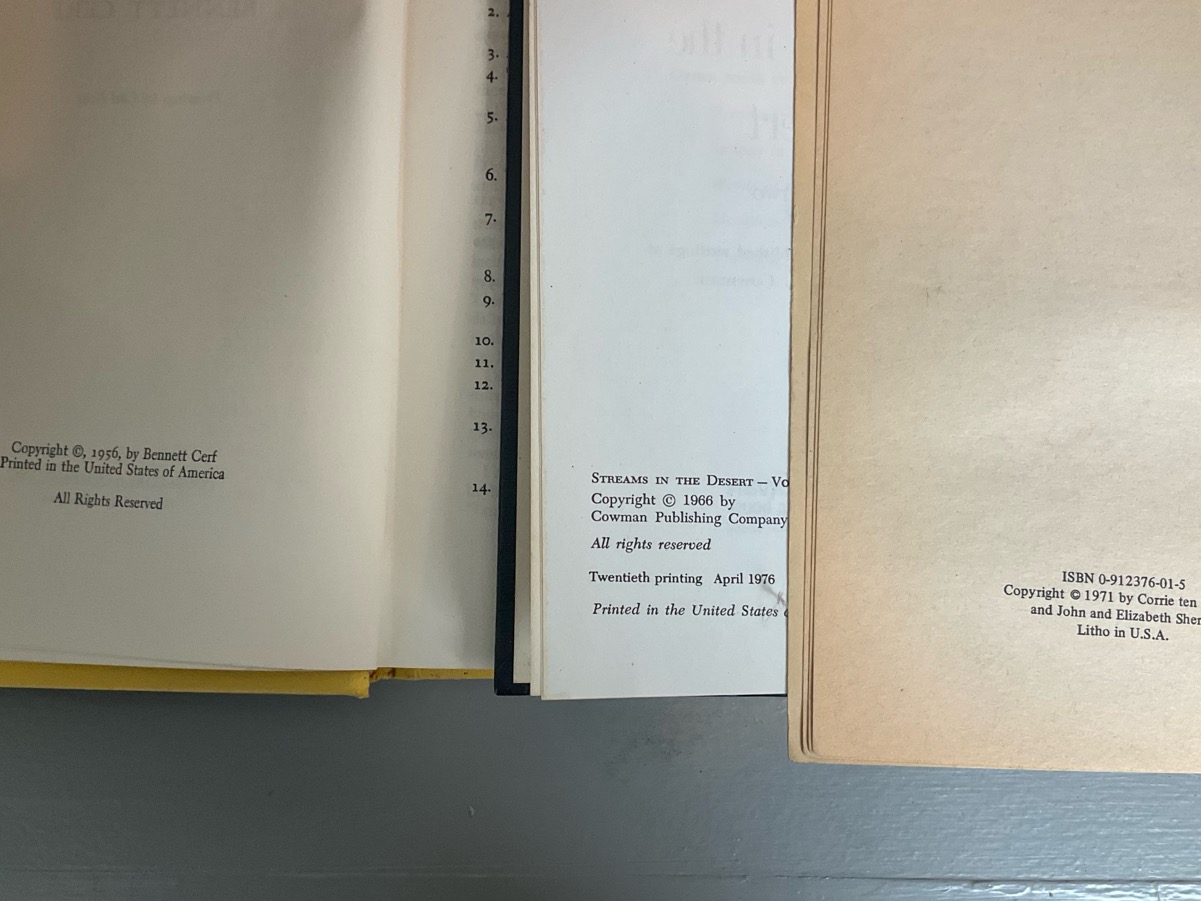 Copyright ©, 1956, by Bennett Cerf
Printed in the United States of America
All Rights Reserved
2.
3.
4.
5.
6.
7.
8.
9.
10.
11.
12.
13.
14.
STREAMS IN THE DESERT — Vo
Copyright © 1966 by
Cowman Publishing Company
All rights reserved
Twentieth printing April 1976
Printed in the United States
ISBN 0-912376-01-5
Copyright © 1971 by Corrie ten
and John and Elizabeth Sher
Litho in U.S.A.